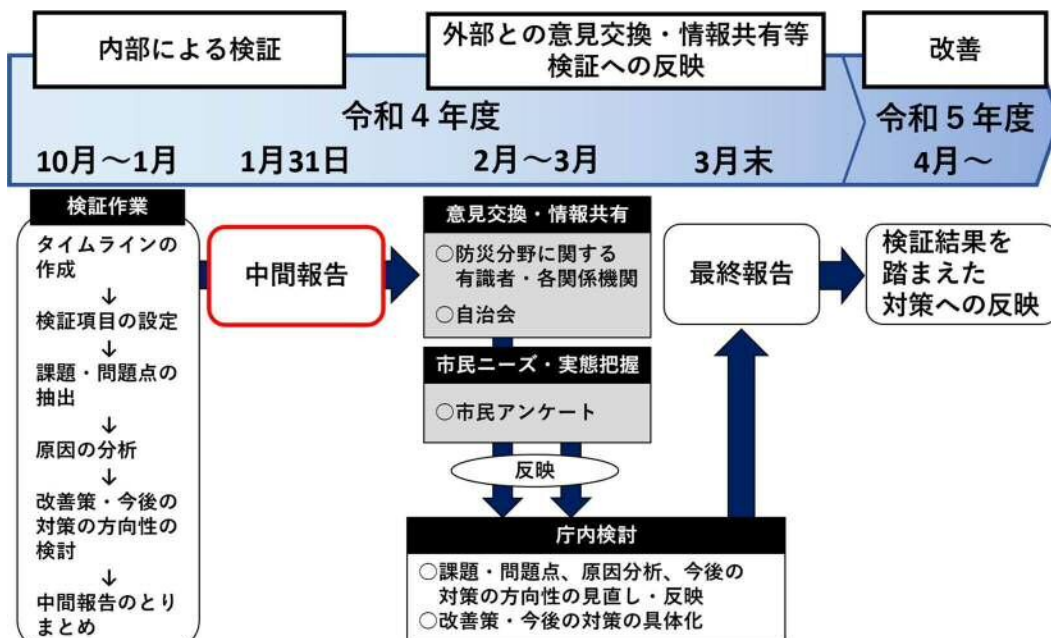 内部による検証
外部との意見交換・情報共有等
検証への反映
改善
令和４年度
令和５年度
10月～1月
1月31日
2月～3月
3月末
4月～
検証作業
タイムラインの
作成
↓
検証項目の設定
↓
課題・問題点の
抽出
↓
原因の分析
↓
改善策・今後の
対策の方向性の
検討
↓
中間報告のとり
まとめ
中間報告
意見交換・情報共有
○防災分野に関する
有識者・各関係機関
○自治会
市民ニーズ・実態把握
○市民アンケート
反映
庁内検討
○課題・問題点、原因分析、今後の
対策の方向性の見直し・反映
○改善策・今後の対策の具体化
最終報告
検証結果を
踏まえた
対策への反映